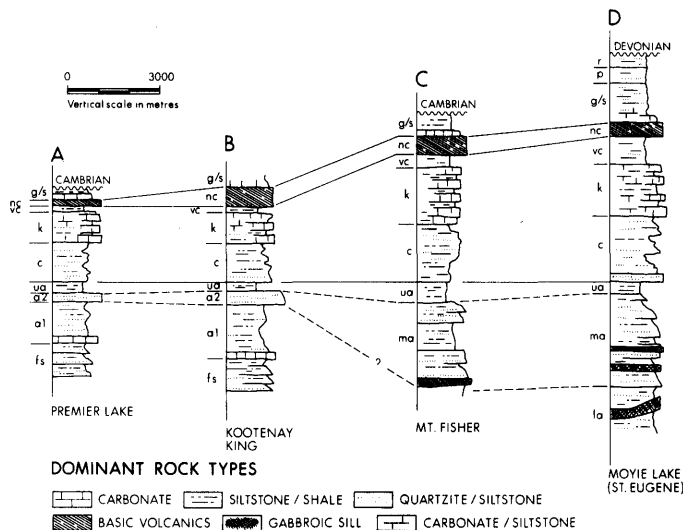 0 3000
Vertical scale in metres
A
CAMBRIAN
g/s
nc
vc
k
c
ua
a2
a1
fs
PREMIER LAKE
B
g/s
nc
vc
k
c
ua
a2
a1
fs
KOOTENAY
KING
C
CAMBRIAN
g/s
nc
vc
k
c
ua
ma
?
MT. FISHER
D
DEVONIAN
r
p
g/s
nc
vc
k
c
ua
ma
la
MOYIE LAKE
(ST. EUGENE)
DOMINANT ROCK TYPES
CARBONATE SILTSTONE / SHALE QUARTZITE / SILTSTONE
BASIC VOLCANICS GABBROIC SILL CARBONATE / SILTSTONE